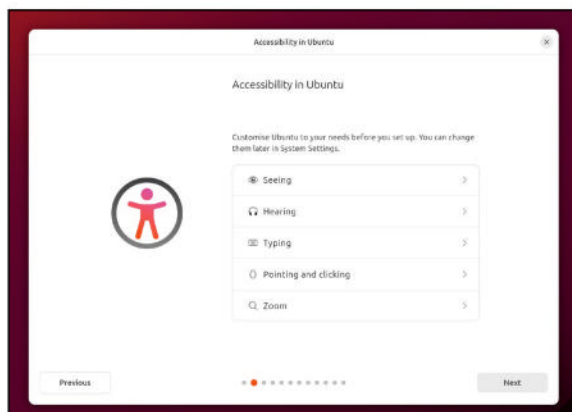 Accessibility in Ubuntu
Accessibility in Ubuntu
Customise Ubuntu to your needs before you set up. You can change
them later in System Settings.
Seeing
Hearing
Typing
Pointing and clicking
Zoom
Previous
Next